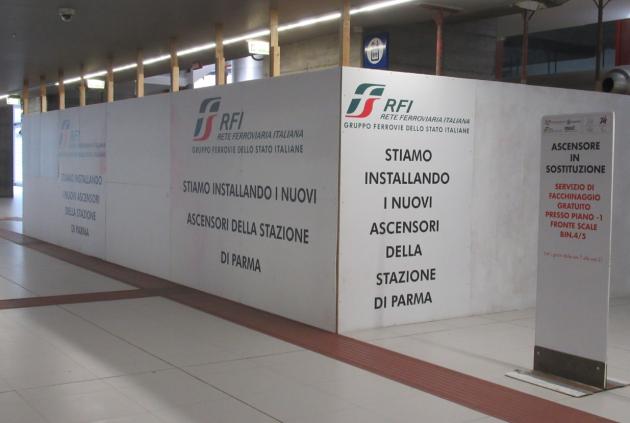 RFI
RETE FERROVIARIA ITALIANA
GRUPPO FERROVIE DELLO STATO ITALIANE
STIAMO INSTALLANDO
I NUOVI ASCENSORI
DELLA STAZIONE
DI PARMA
RFI
RETE FERROVIARIA ITALIANA
GRUPPO FERROVIE DELLO STATO ITALIANE
STIAMO INSTALLANDO I NUOVI
ASCENSORI DELLA STAZIONE
DI PARMA
RFI
RETE FERROVIARIA ITALIANA
GRUPPO FERROVIE DELLO STATO ITALIANE
STIAMO
INSTALLANDO
I NUOVI
ASCENSORI
DELLA
STAZIONE
DI PARMA
ASCENSORE
IN
SOSTITUZIONE
SERVIZIO DI
FACCHINAGGIO
GRATUITO
PRESSO PIANO -1
FRONTE SCALE
BIN.4/5